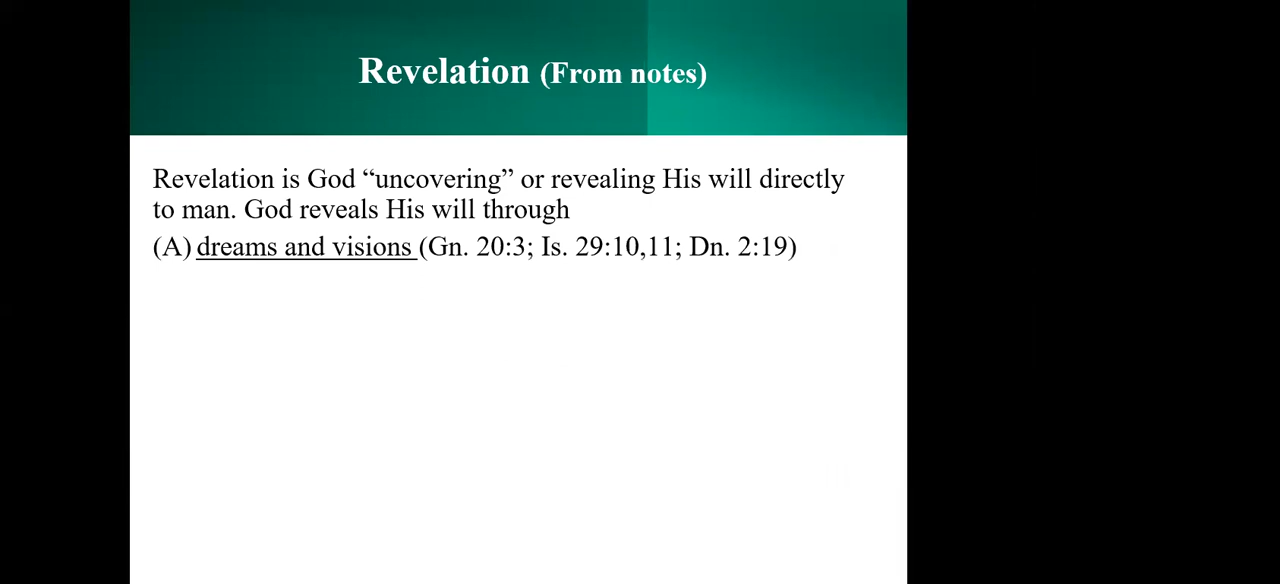 Revelation (From notes)
Revelation is God “uncovering” or revealing His will directly
to man. God reveals His will through
(A) dreams and visions (Gn. 20:3; Is. 29:10,11; Dn. 2:19)